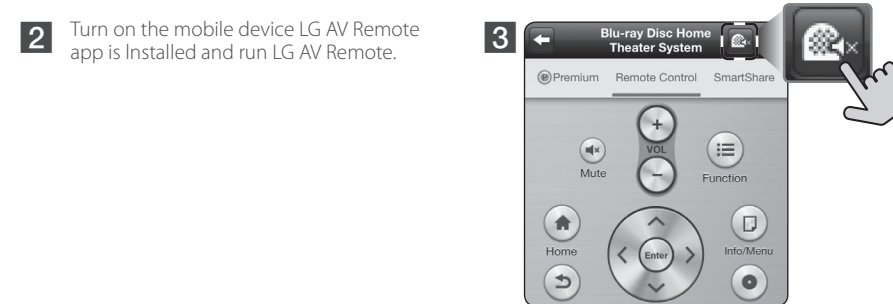 2
Turn on the mobile device LG AV Remote
app is Installed and run LG AV Remote.
3
Blu-ray Disc Home
Theater System
Premium Remote Control SmartShare
+
VOL
Mute
−
Function
Home
Enter
Info/Menu